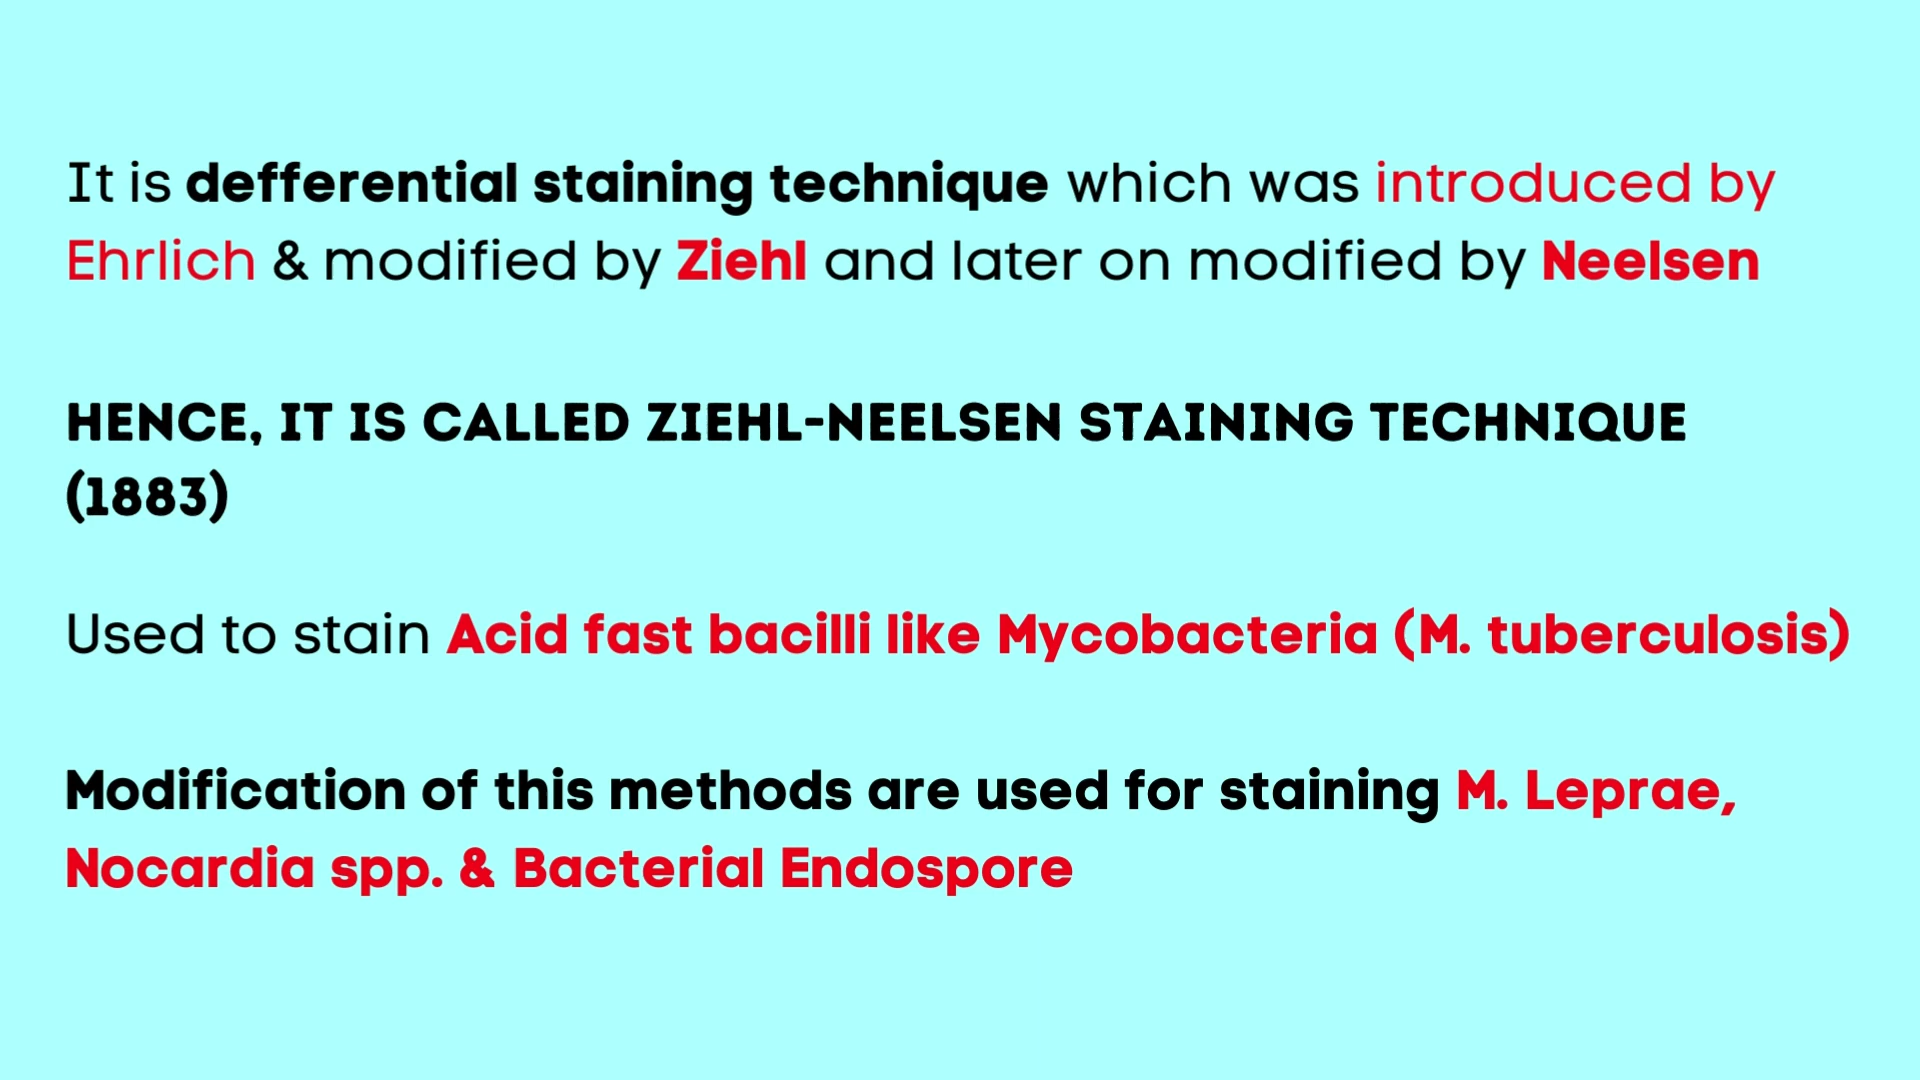 It is defferential staining technique which was introduced by
Ehrlich & modified by Ziehl and later on modified by Neelsen
HENCE, IT IS CALLED ZIEHL-NEELSEN STAINING TECHNIQUE
(1883)
Used to stain Acid fast bacilli like Mycobacteria (M. tuberculosis)
Modification of this methods are used for staining M. Leprae,
Nocardia spp. & Bacterial Endospore